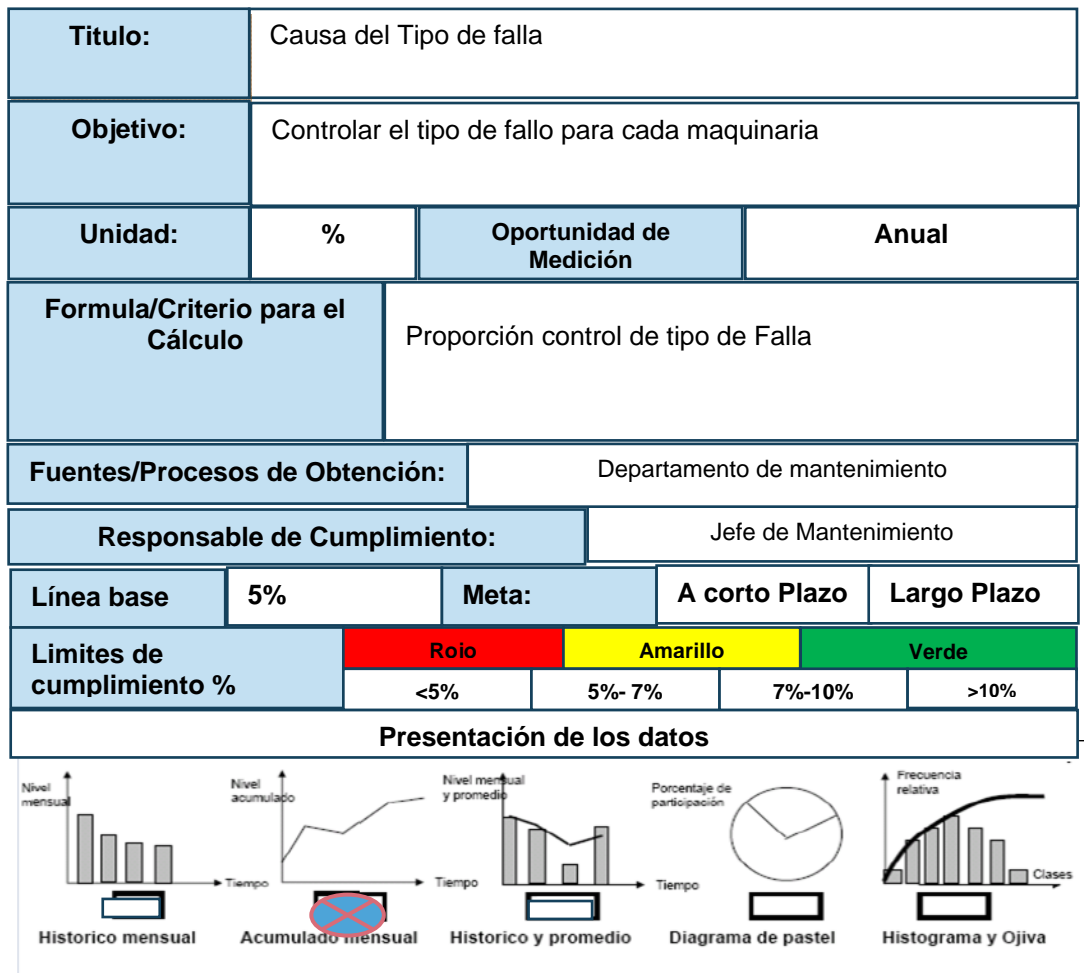 Titulo:
Causa del Tipo de falla
Objetivo:
Controlar el tipo de fallo para cada maquinaria
Unidad:
%
Oportunidad de
Medición
Anual
Formula/Criterio para el
Cálculo
Proporción control de tipo de Falla
Fuentes/Procesos de Obtención:
Departamento de mantenimiento
Responsable de Cumplimiento:
Jefe de Mantenimiento
Línea base
5%
Meta:
A corto Plazo
Largo Plazo
Limites de
cumplimiento %
Rojo
Amarillo
Verde
<5%
5%- 7%
7%-10%
>10%
Presentación de los datos
Nivel
mensual
Tiempo
Historico mensual
Nivel
acumulado
Tiempo
Acumulado mensual
Nivel mensual
y promedio
Tiempo
Historico y promedio
Porcentaje de
participación
Diagrama de pastel
Frecuencia
relativa
Clases
Histograma y Ojiva